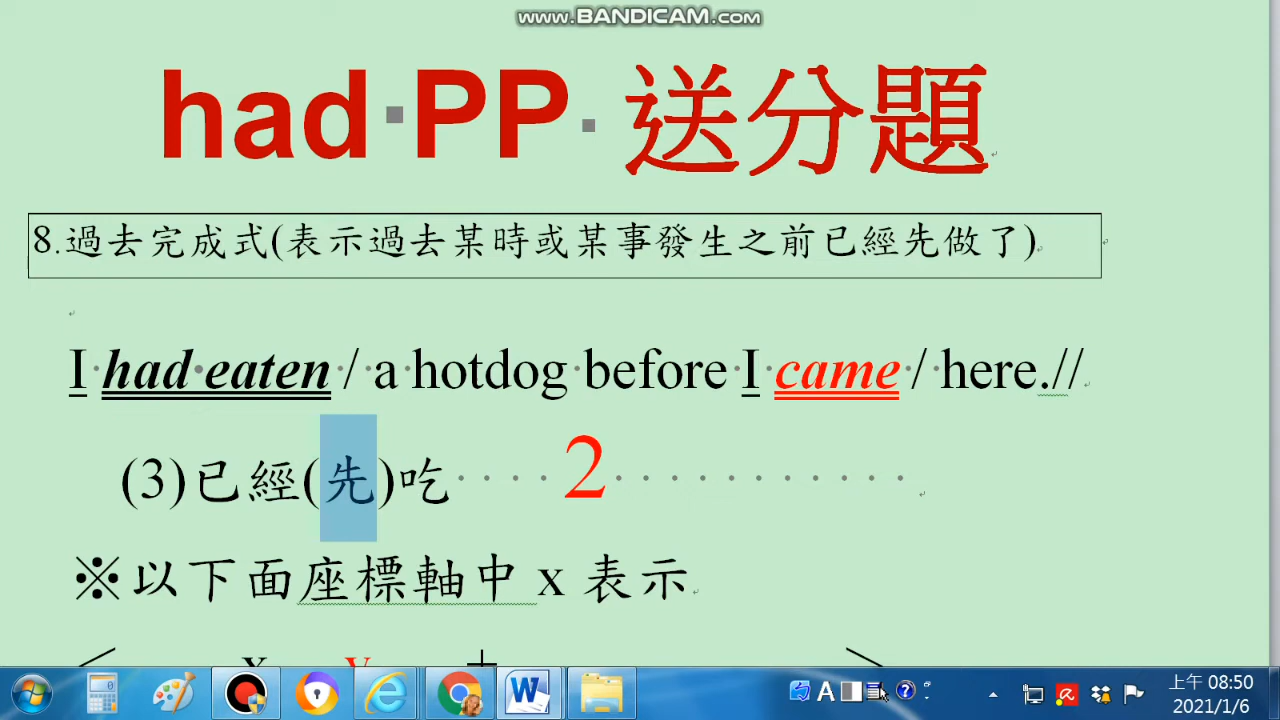 www.BANDICAM.com
had PP 送分題
8.過去完成式(表示過去某時或某事發生之前已經先做了)
I had eaten / a hotdog before I came / here.//
(3)已經(先)吃 2
※以下面座標軸中 x 表示
上午 08:50
2021/1/6